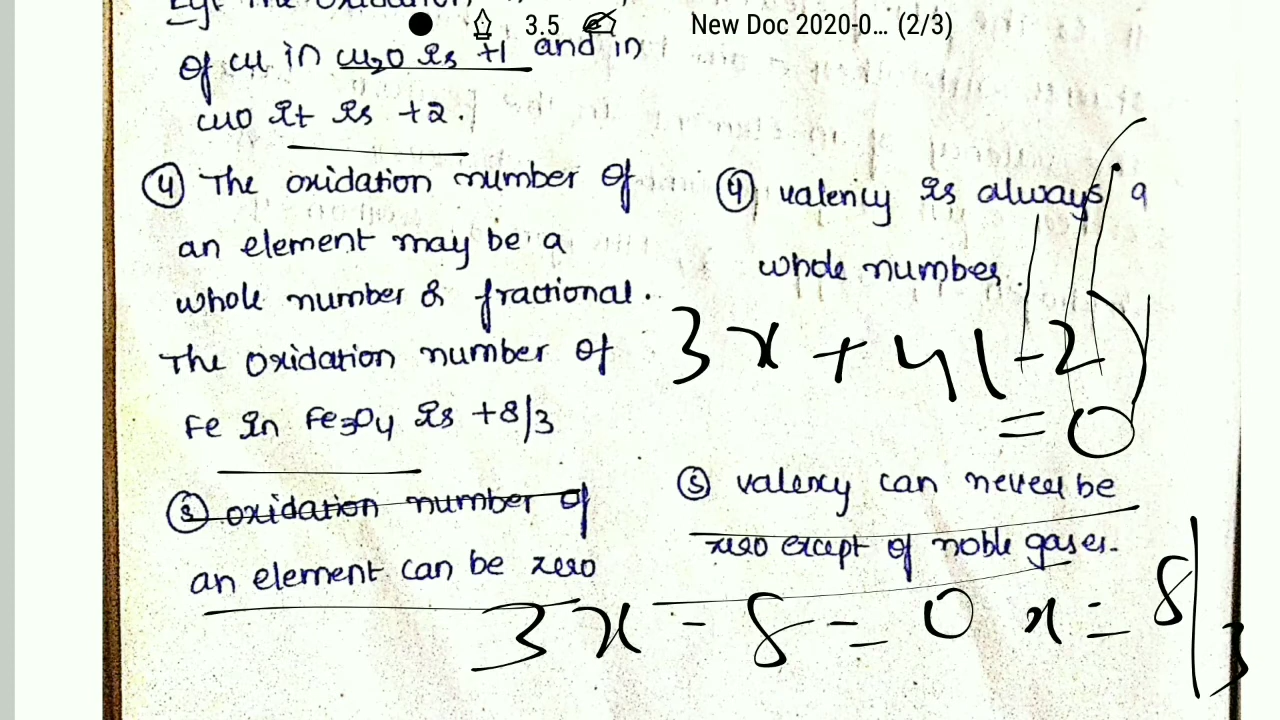 Eg: The oxidation
3.5 New Doc 2020-0... (2/3)
of cu in cu2O is +1 and in
cuo it is +2.
④ The oxidation number of
an element may be a
whole number & fractional.
The oxidation number of
Fe in Fe3O4 is +8/3
⑤ oxidation number of
an element can be zero
④ valency is always a
whole number.
3x + 4(-2)
= 0
⑤ valency can never be
zero except of noble gases.
3x - 8 = 0 x = 8/3